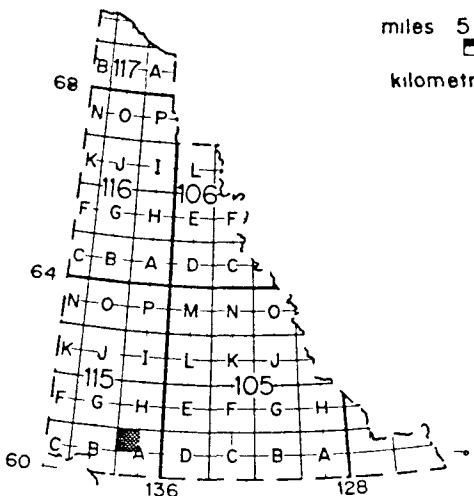 miles 5
kilometr
B 117 A
68
N O P
K J I L
116 106
F G H E F
C B A D C
64
N O P M N O
K J I L K J
115 105
F G H E F G H
C B A D C B A
60
136 128